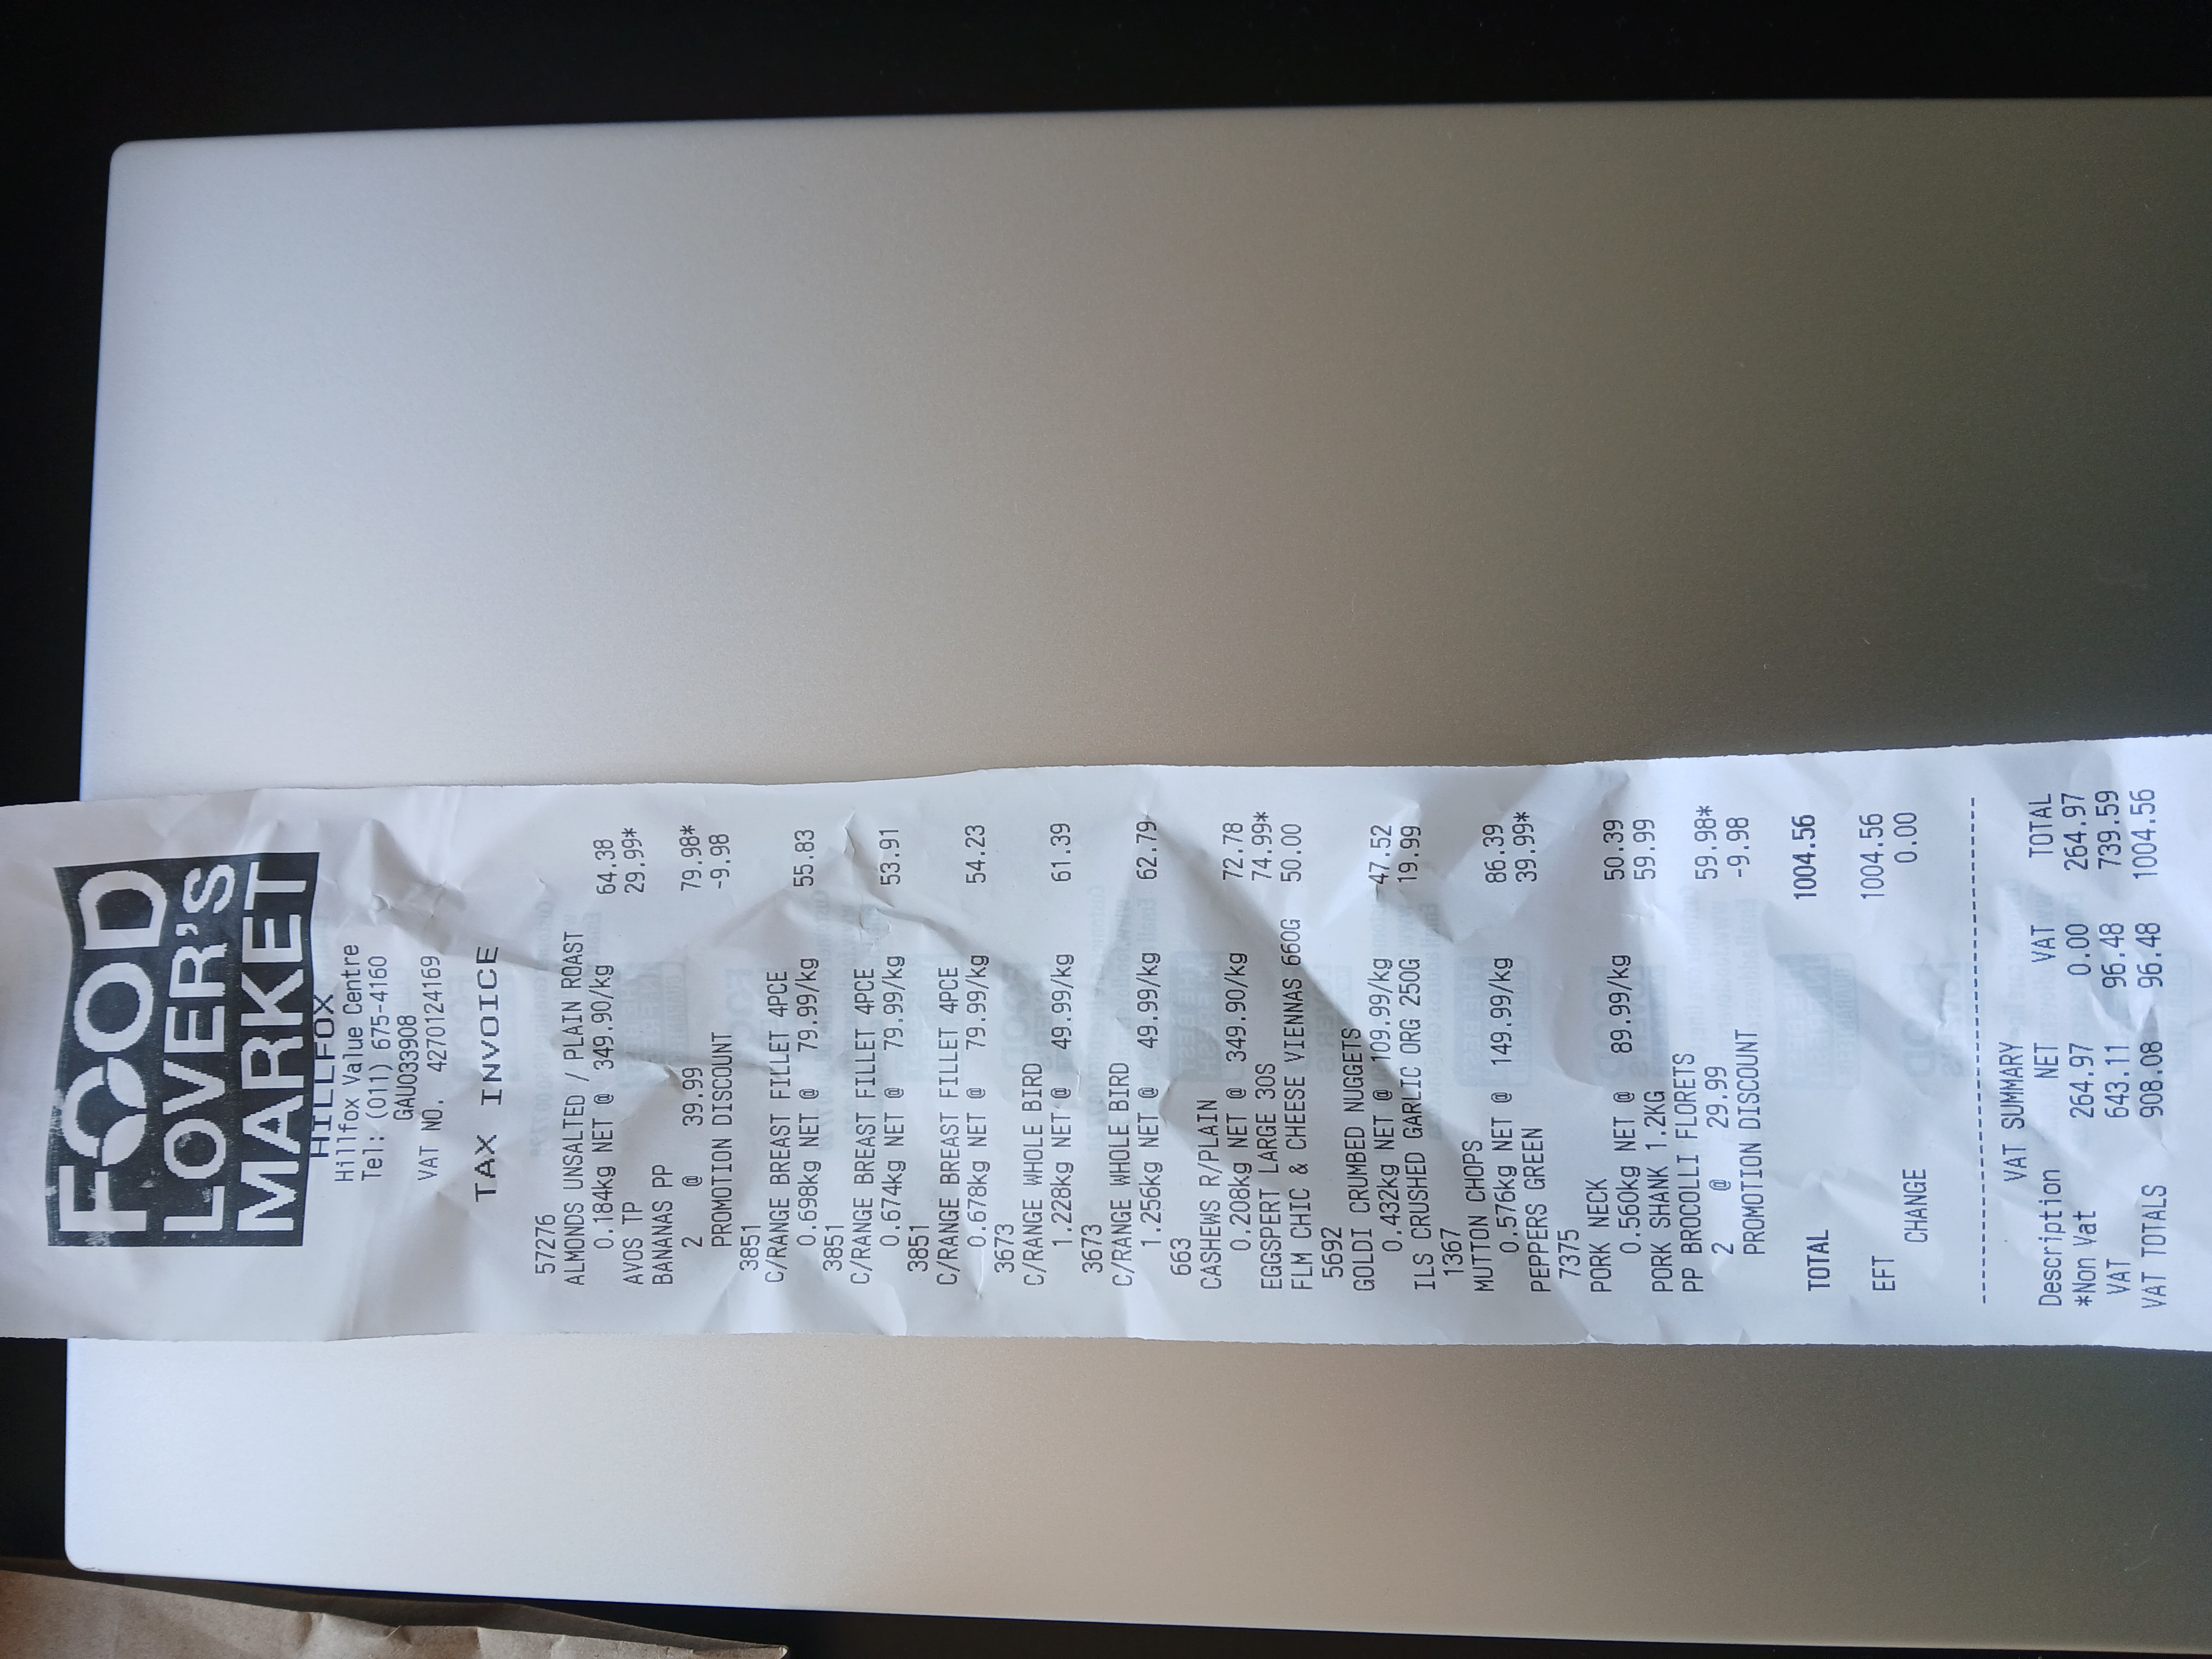 FOOD
LOVER'S
MARKET
HILLFOX
Hillfox Value Centre
Tel: (011) 675-4160
GAU033908
VAT NO. 4270124169
TAX INVOICE
57276
ALMONDS UNSALTED / PLAIN ROAST
0.184kg NET @ 349.90/kg 64.38
AVOS TP 29.99*
BANANAS PP
2 @ 39.99 79.98*
PROMOTION DISCOUNT -9.98
3851
C/RANGE BREAST FILLET 4PCE
0.698kg NET @ 79.99/kg 55.83
3851
C/RANGE BREAST FILLET 4PCE
0.674kg NET @ 79.99/kg 53.91
3851
C/RANGE BREAST FILLET 4PCE
0.678kg NET @ 79.99/kg 54.23
3673
C/RANGE WHOLE BIRD
1.228kg NET @ 49.99/kg 61.39
3673
C/RANGE WHOLE BIRD
1.256kg NET @ 49.99/kg 62.79
663
CASHEWS R/PLAIN
0.208kg NET @ 349.90/kg 72.78
EGGSPERT LARGE 30S 74.99*
FLM CHIC & CHEESE VIENNAS 660G 50.00
5692
GOLDI CRUMBED NUGGETS
0.432kg NET @ 109.99/kg 47.52
ILS CRUSHED GARLIC ORG 250G 19.99
1367
MUTTON CHOPS
0.576kg NET @ 149.99/kg 86.39
PEPPERS GREEN 39.99*
7375
PORK NECK
0.560kg NET @ 89.99/kg 50.39
PORK SHANK 1.2KG 59.99
PP BROCOLLI FLORETS
2 @ 29.99 59.98*
PROMOTION DISCOUNT -9.98
TOTAL 1004.56
EFT 1004.56
CHANGE 0.00
VAT SUMMARY
Description NET VAT TOTAL
*Non Vat 264.97 0.00 264.97
VAT 643.11 96.48 739.59
VAT TOTALS 908.08 96.48 1004.56